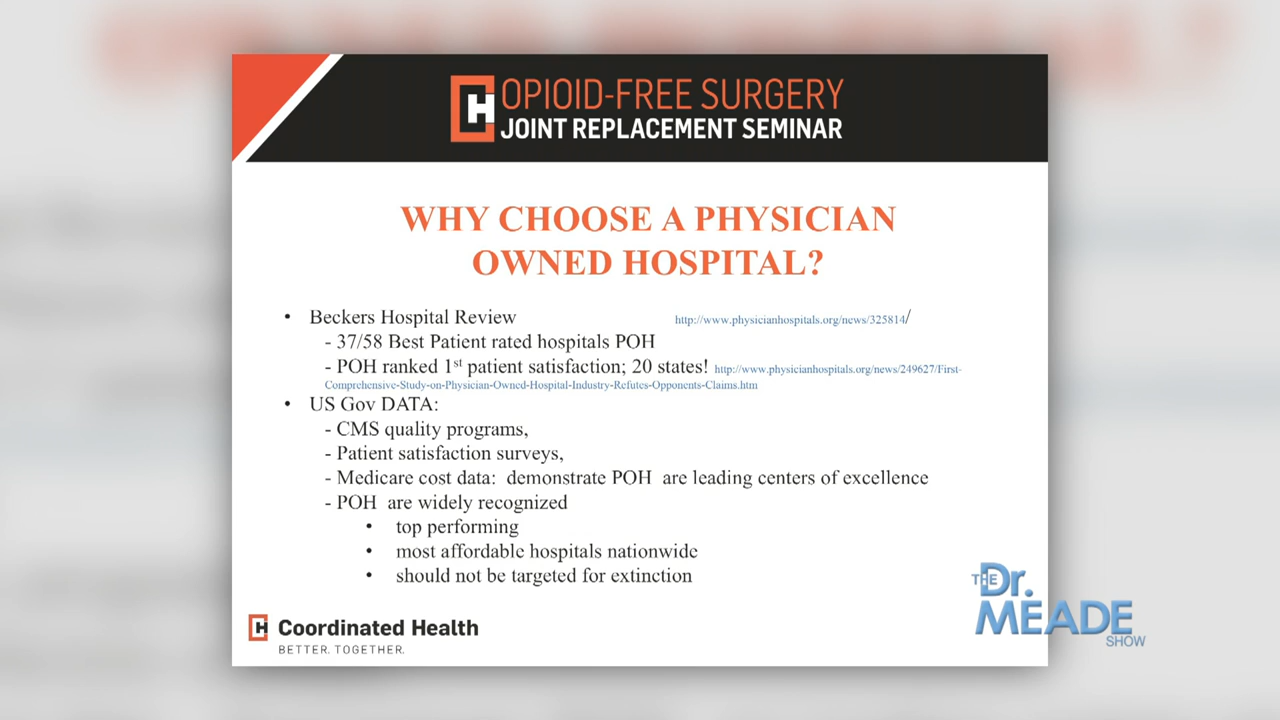 OPIOID-FREE SURGERY
JOINT REPLACEMENT SEMINAR
WHY CHOOSE A PHYSICIAN
OWNED HOSPITAL?
• Beckers Hospital Review http://www.physicianhospitals.org/news/325814/
- 37/58 Best Patient rated hospitals POH
- POH ranked 1st patient satisfaction; 20 states! http://www.physicianhospitals.org/news/249627/First-
Comprehensive-Study-on-Physician-Owned-Hospital-Industry-Refutes-Opponents-Claims.htm
• US Gov DATA:
- CMS quality programs,
- Patient satisfaction surveys,
- Medicare cost data: demonstrate POH are leading centers of excellence
- POH are widely recognized
• top performing
• most affordable hospitals nationwide
• should not be targeted for extinction
Coordinated Health
BETTER. TOGETHER.
THE Dr.
MEADE
SHOW